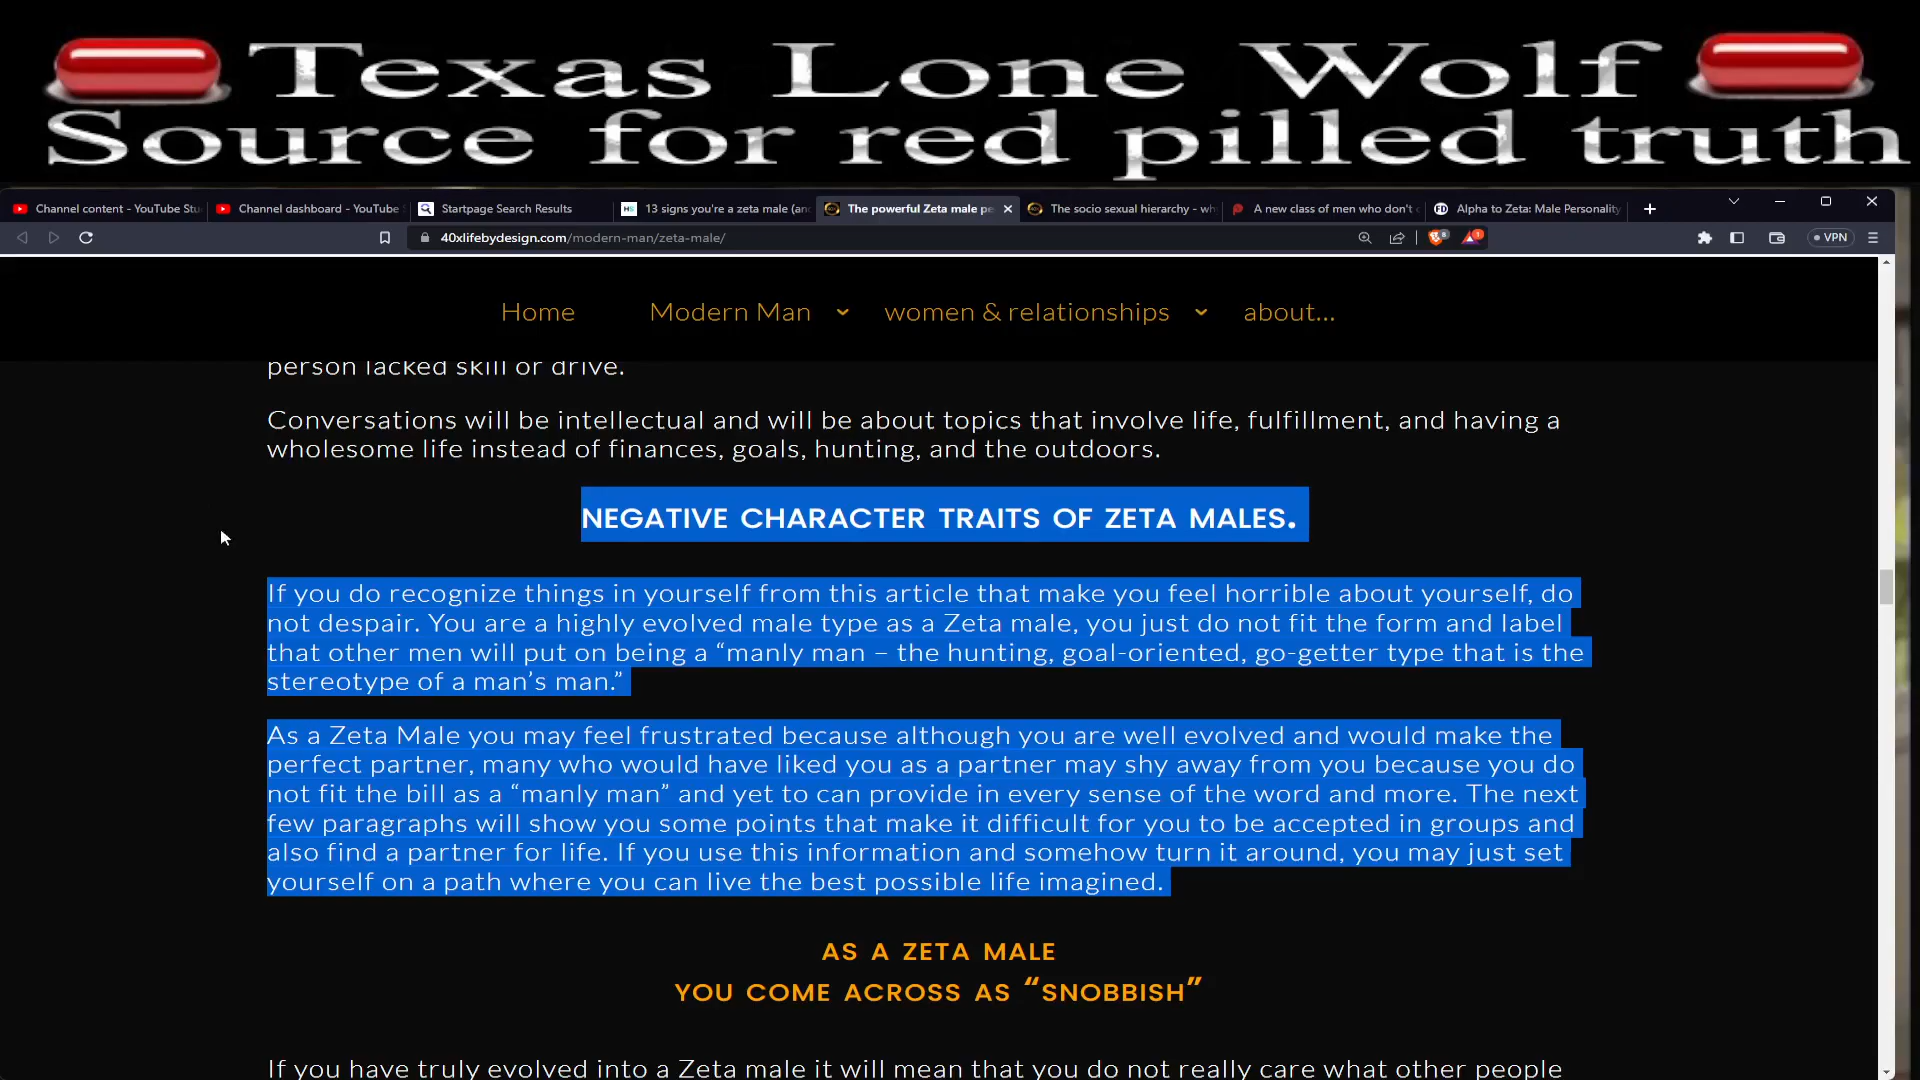 Texas Lone Wolf
Source for red pilled truth
Channel content - YouTube Stu
Channel dashboard - YouTube
Startpage Search Results
13 signs you're a zeta male (an
The powerful Zeta male pe
The socio sexual hierarchy - wh
A new class of men who don't
Alpha to Zeta: Male Personality
40xlifebydesign.com/modern-man/zeta-male/
VPN
Home
Modern Man
women & relationships
about...
person lacked skill or drive.
Conversations will be intellectual and will be about topics that involve life, fulfillment, and having a
wholesome life instead of finances, goals, hunting, and the outdoors.
NEGATIVE CHARACTER TRAITS OF ZETA MALES.
If you do recognize things in yourself from this article that make you feel horrible about yourself, do
not despair. You are a highly evolved male type as a Zeta male, you just do not fit the form and label
that other men will put on being a “manly man – the hunting, goal-oriented, go-getter type that is the
stereotype of a man’s man.”
As a Zeta Male you may feel frustrated because although you are well evolved and would make the
perfect partner, many who would have liked you as a partner may shy away from you because you do
not fit the bill as a “manly man” and yet to can provide in every sense of the word and more. The next
few paragraphs will show you some points that make it difficult for you to be accepted in groups and
also find a partner for life. If you use this information and somehow turn it around, you may just set
yourself on a path where you can live the best possible life imagined.
AS A ZETA MALE
YOU COME ACROSS AS “SNOBBISH”
If you have truly evolved into a Zeta male it will mean that you do not really care what other people